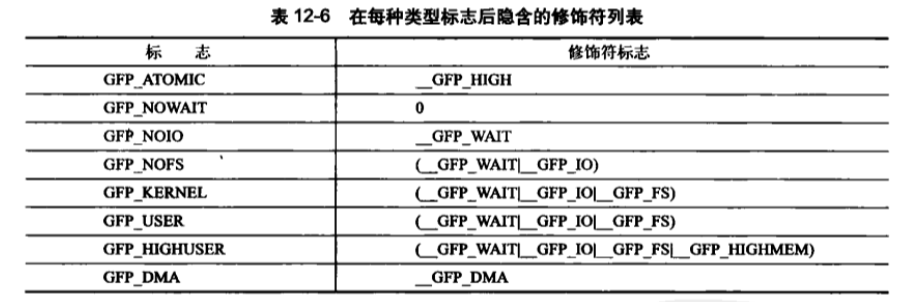 表 12-6 在每种类型标志后隐含的修饰符列表
标 志 修饰符标志
GFP_ATOMIC __GFP_HIGH
GFP_NOWAIT 0
GFP_NOIO __GFP_WAIT
GFP_NOFS (__GFP_WAIT|__GFP_IO)
GFP_KERNEL (__GFP_WAIT|__GFP_IO|__GFP_FS)
GFP_USER (__GFP_WAIT|__GFP_IO|__GFP_FS)
GFP_HIGHUSER (__GFP_WAIT|__GFP_IO|__GFP_FS|__GFP_HIGHMEM)
GFP_DMA __GFP_DMA